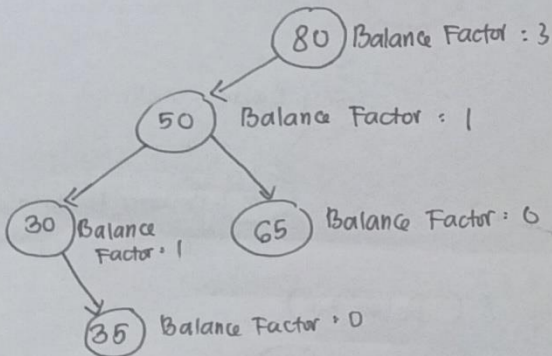 80 Balance Factor : 3
50 Balance Factor : 1
30 Balance
Factor : 1
65 Balance Factor : 0
35 Balance Factor : 0